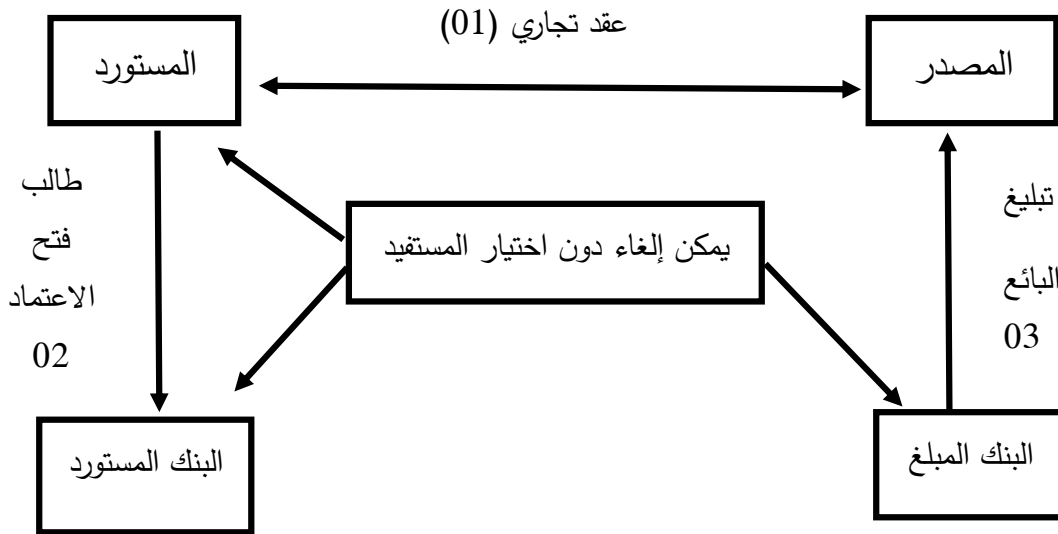 عقد تجاري (01)
المصدر
المستورد
تبليغ
البائع
03
يمكن إلغاء دون اختيار المستفيد
طالب
فتح
الاعتماد
02
البنك المبلغ
البنك المستورد